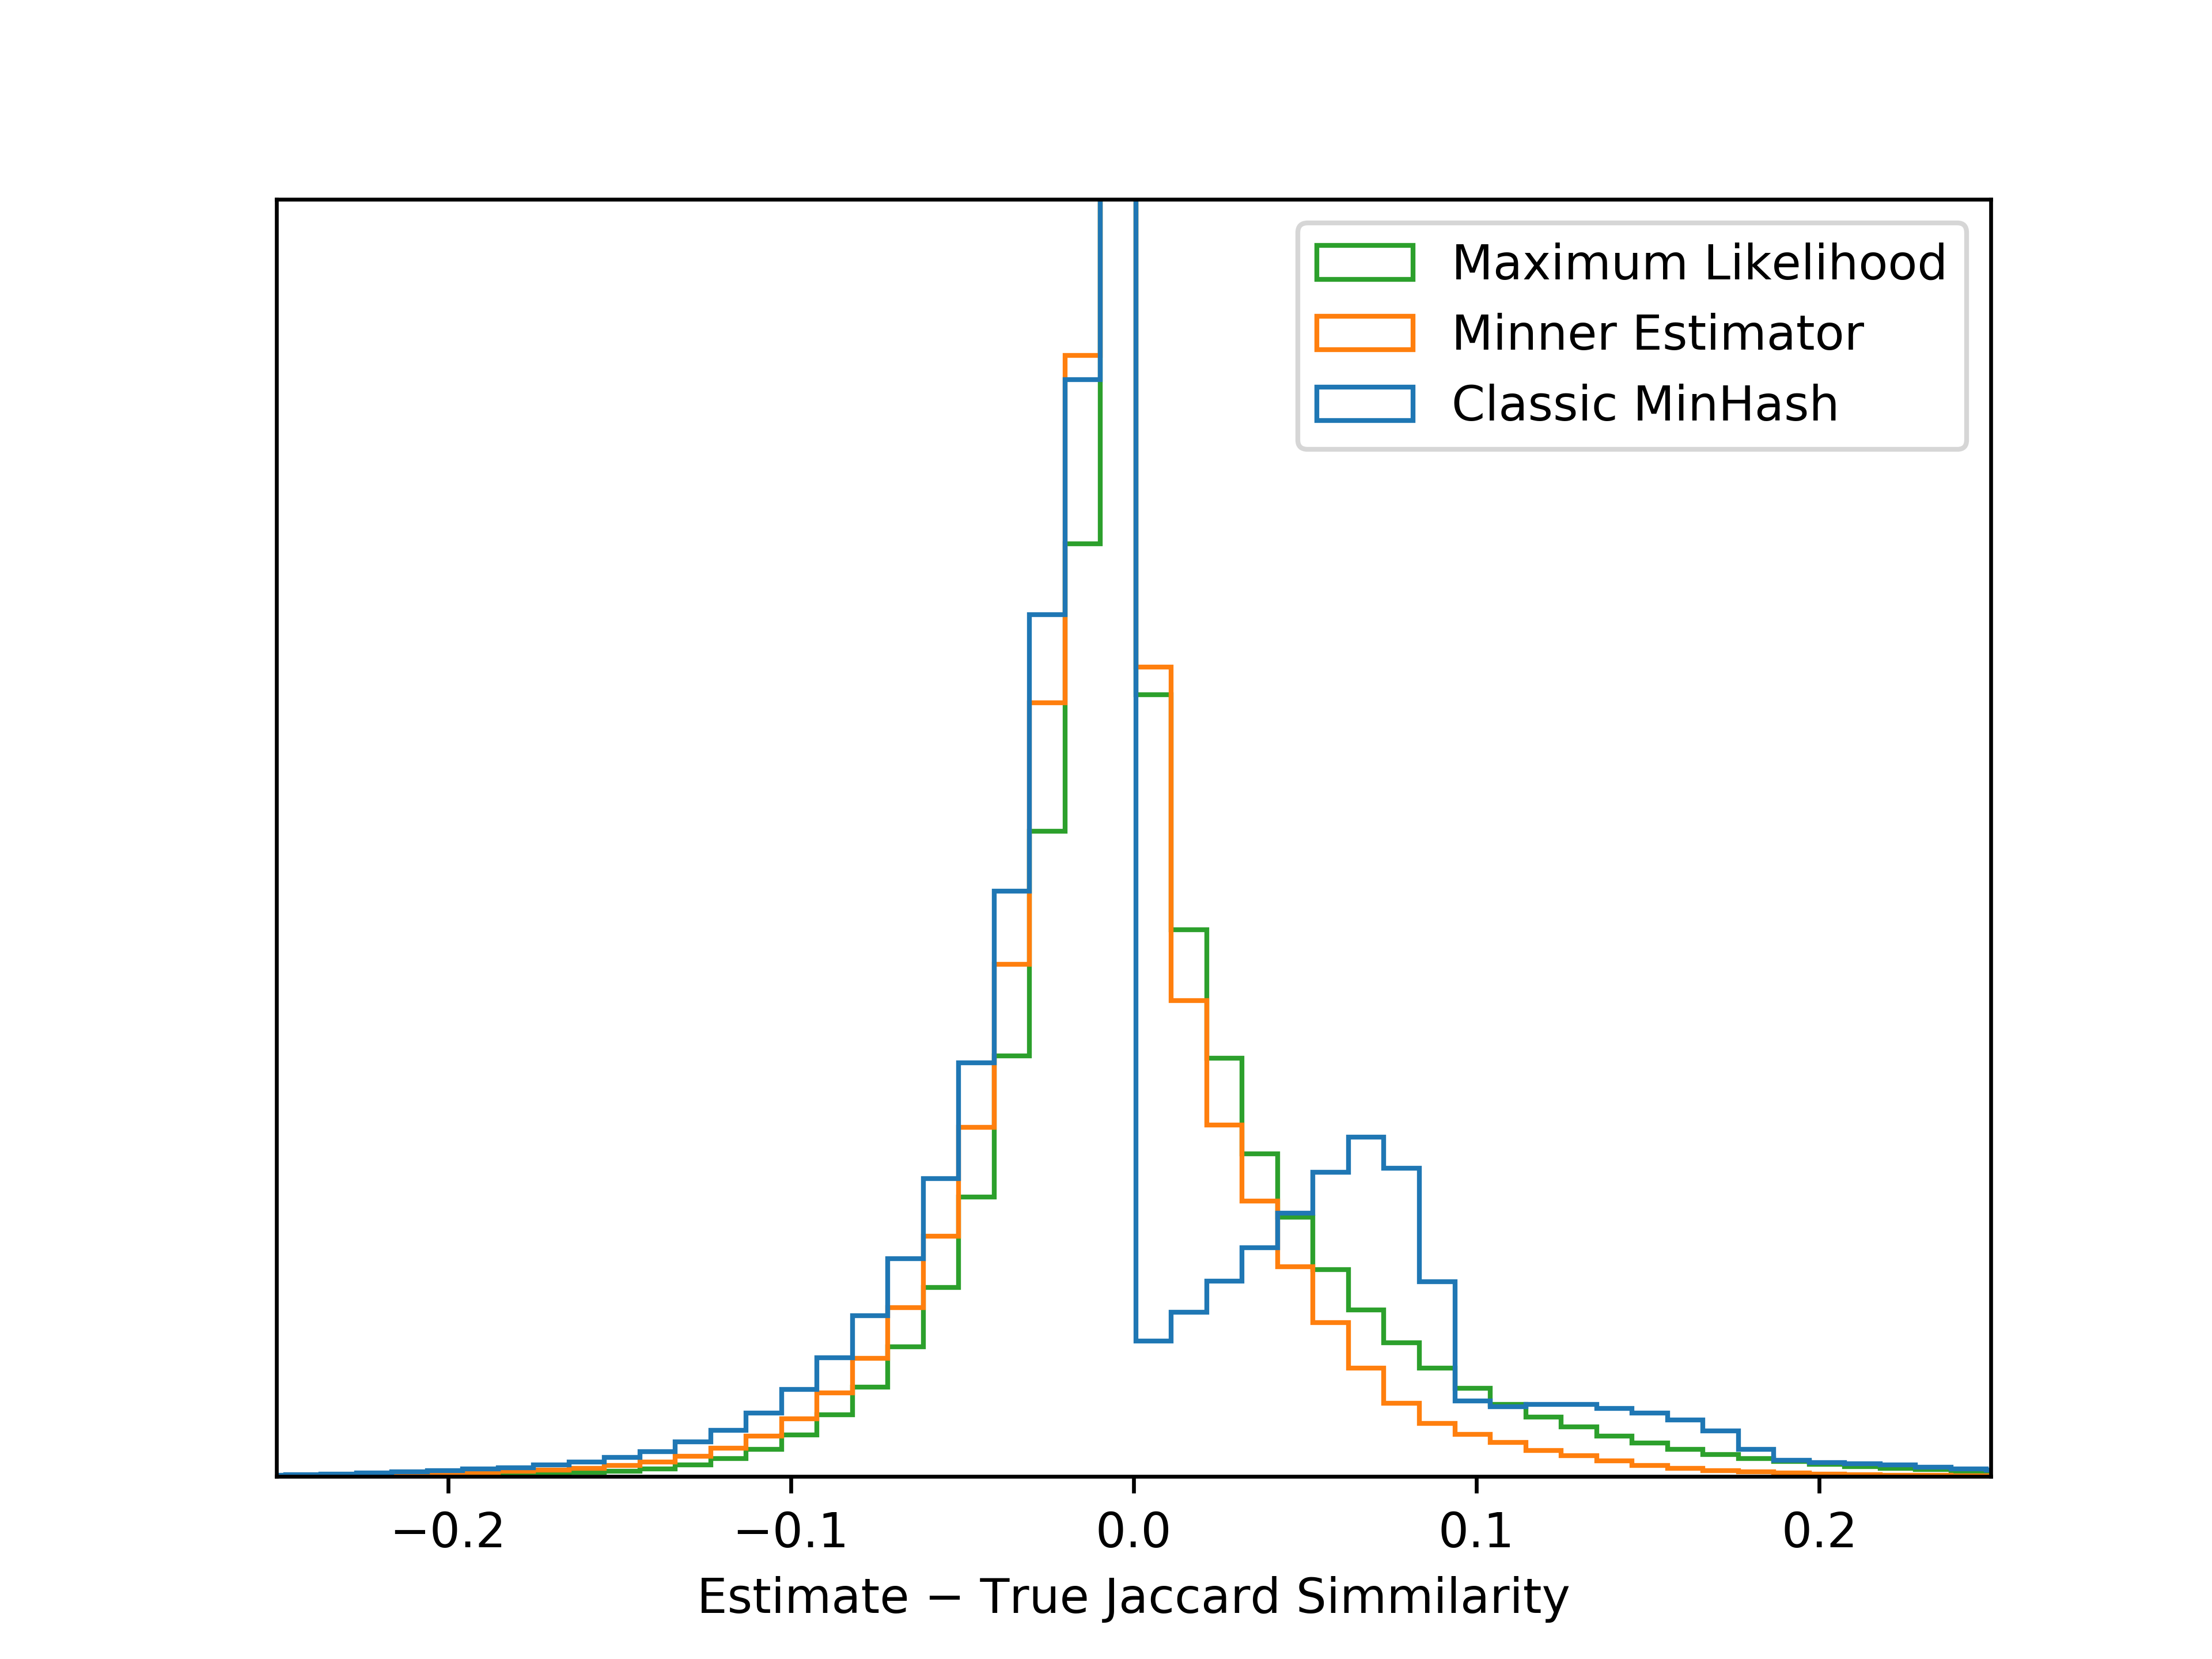 Maximum Likelihood
Minner Estimator
Classic MinHash
−0.2
−0.1
0.0
0.1
0.2
Estimate − True Jaccard Simmilarity